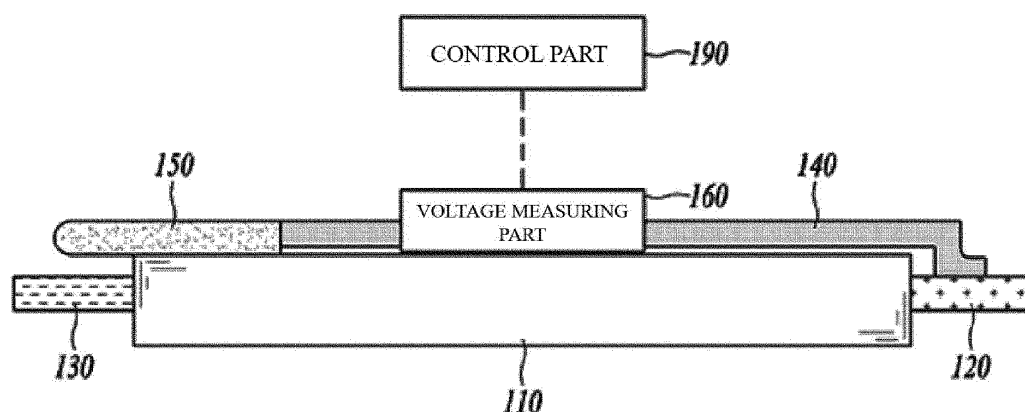 CONTROL PART
190
150
160
140
VOLTAGE MEASURING
PART
130
110
120